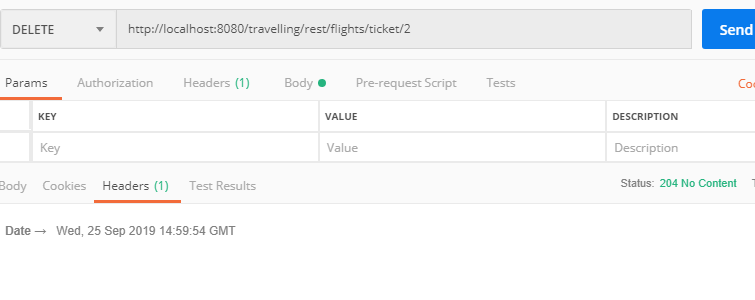 DELETE http://localhost:8080/travelling/rest/flights/ticket/2 Send
Params Authorization Headers (1) Body Pre-request Script Tests
KEY VALUE DESCRIPTION
Key Value Description
Body Cookies Headers (1) Test Results Status: 204 No Content
Date → Wed, 25 Sep 2019 14:59:54 GMT